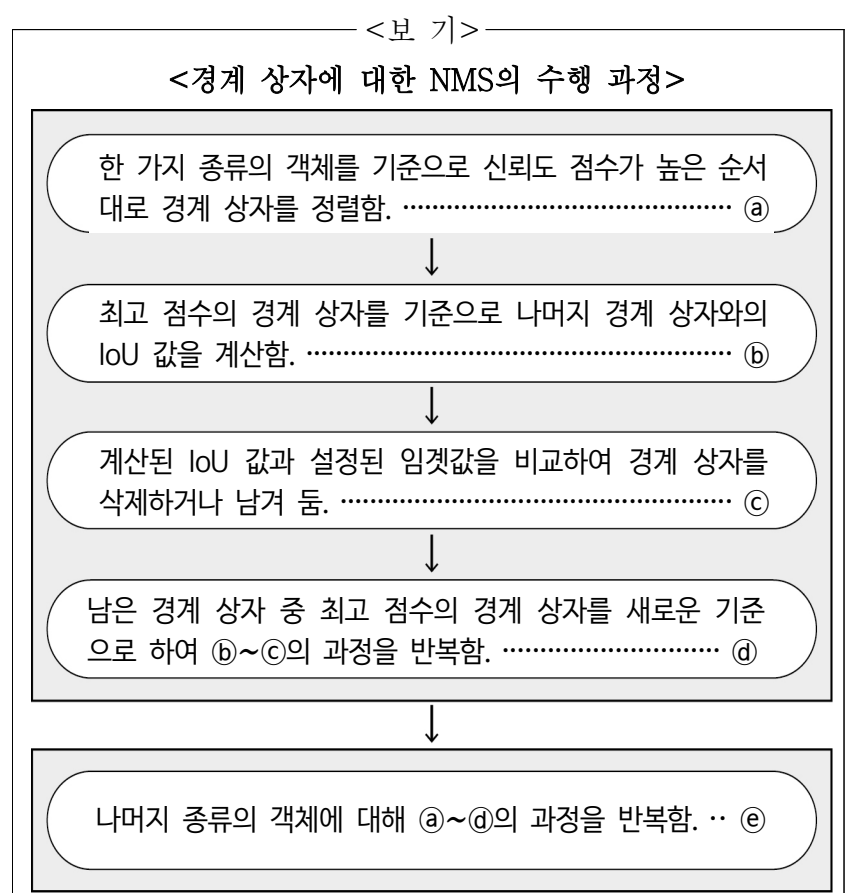 <보 기>
<경계 상자에 대한 NMS의 수행 과정>
한 가지 종류의 객체를 기준으로 신뢰도 점수가 높은 순서
대로 경계 상자를 정렬함. ············································· ⓐ
↓
최고 점수의 경계 상자를 기준으로 나머지 경계 상자와의
IoU 값을 계산함. ·························································· ⓑ
↓
계산된 IoU 값과 설정된 임곗값을 비교하여 경계 상자를
삭제하거나 남겨 둠. ····················································· ⓒ
↓
남은 경계 상자 중 최고 점수의 경계 상자를 새로운 기준
으로 하여 ⓑ~ⓒ의 과정을 반복함. ······························ ⓓ
↓
나머지 종류의 객체에 대해 ⓐ~ⓓ의 과정을 반복함. ·· ⓔ